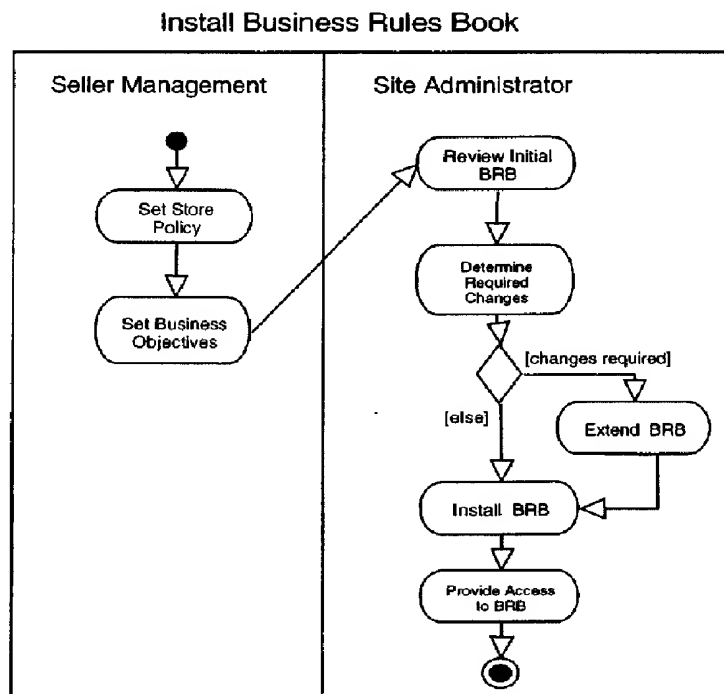 Install Business Rules Book
Seller Management
Site Administrator
Set Store
Policy
Set Business
Objectives
Review Initial
BRB
Determine
Required
Changes
[changes required]
[else]
Extend BRB
Install BRB
Provide Access
to BRB